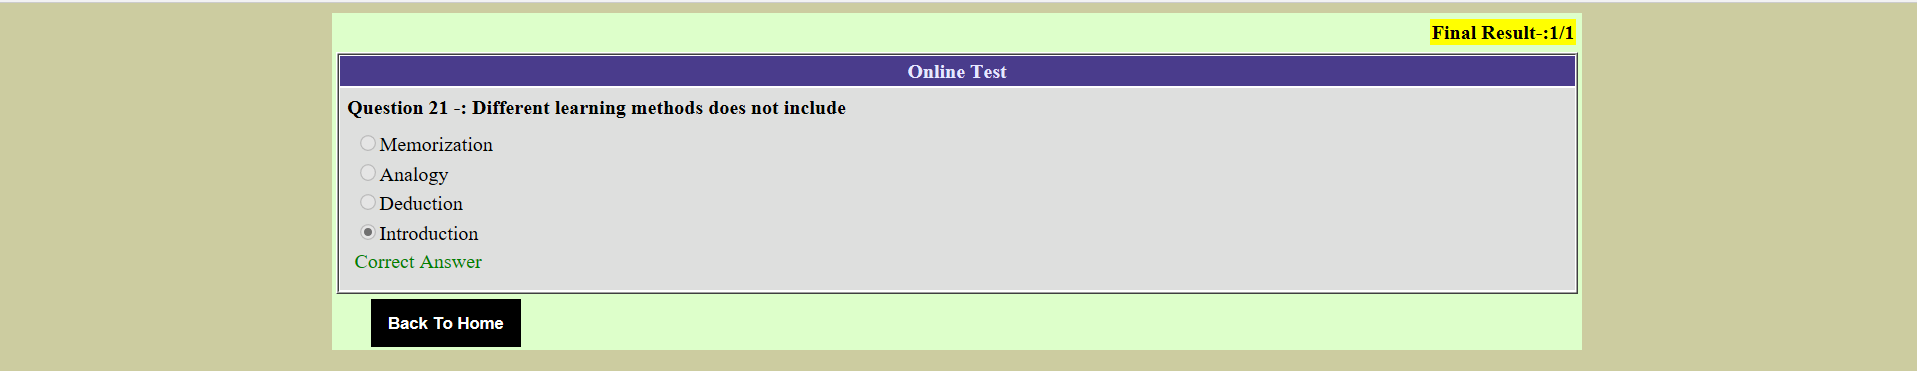 Final Result-:1/1
Online Test
Question 21 -: Different learning methods does not include
Memorization
Analogy
Deduction
Introduction
Correct Answer
Back To Home